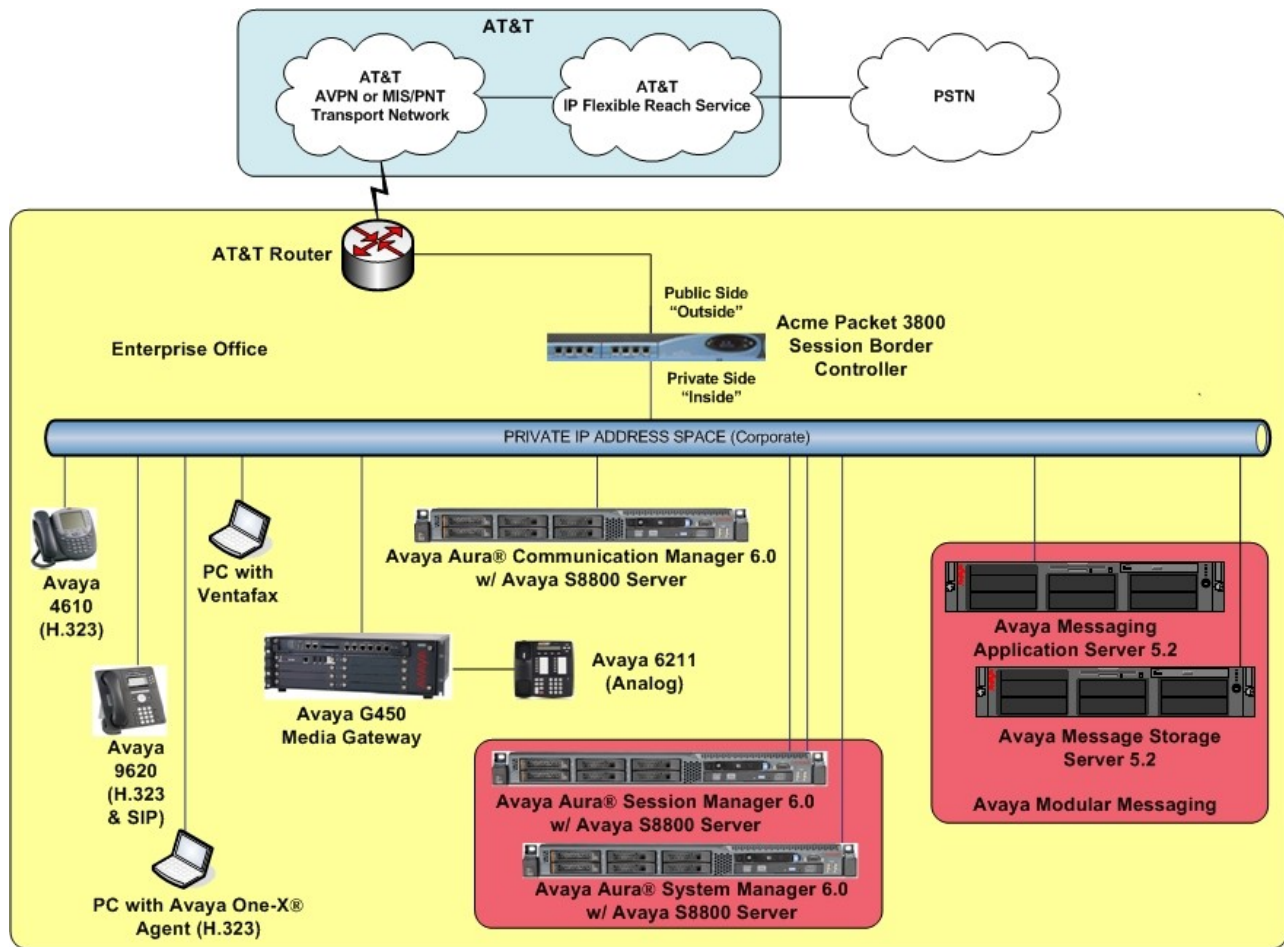 AT&T
AT&T
AVPN or MIS/PNT
Transport Network
AT&T
IP Flexible Reach Service
PSTN
AT&T Router
Public Side
“Outside”
Acme Packet 3800
Session Border
Controller
Enterprise Office
Private Side
“Inside”
PRIVATE IP ADDRESS SPACE (Corporate)
Avaya
4610
(H.323)
PC with
Ventafax
Avaya Aura® Communication Manager 6.0
w/ Avaya S8800 Server
Avaya
9620
(H.323
& SIP)
Avaya G450
Media Gateway
Avaya 6211
(Analog)
PC with Avaya One-X®
Agent (H.323)
Avaya Aura® Session Manager 6.0
w/ Avaya S8800 Server
Avaya Aura® System Manager 6.0
w/ Avaya S8800 Server
Avaya Messaging
Application Server 5.2
Avaya Message Storage
Server 5.2
Avaya Modular Messaging